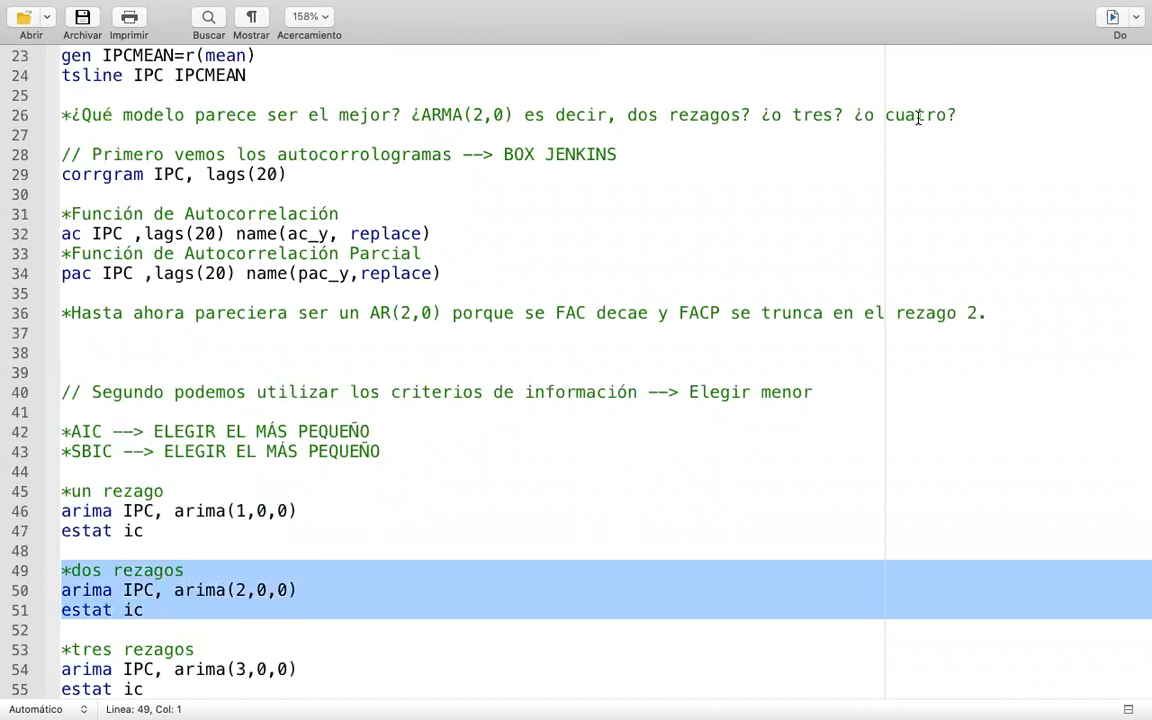 158%
Abrir Archivar Imprimir Buscar Mostrar Acercamiento Do
23 gen IPCMEAN=r(mean)
24 tsline IPC IPCMEAN
25
26 *¿Qué modelo parece ser el mejor? ¿ARMA(2,0) es decir, dos rezagos? ¿o tres? ¿o cuatro?
27
28 // Primero vemos los autocorrologramas --> BOX JENKINS
29 corrgram IPC, lags(20)
30
31 *Función de Autocorrelación
32 ac IPC ,lags(20) name(ac_y, replace)
33 *Función de Autocorrelación Parcial
34 pac IPC ,lags(20) name(pac_y,replace)
35
36 *Hasta ahora pareciera ser un AR(2,0) porque se FAC decae y FACP se trunca en el rezago 2.
37
38
39
40 // Segundo podemos utilizar los criterios de información --> Elegir menor
41
42 *AIC --> ELEGIR EL MÁS PEQUEÑO
43 *SBIC --> ELEGIR EL MÁS PEQUEÑO
44
45 *un rezago
46 arima IPC, arima(1,0,0)
47 estat ic
48
49 *dos rezagos
50 arima IPC, arima(2,0,0)
51 estat ic
52
53 *tres rezagos
54 arima IPC, arima(3,0,0)
55 estat ic
Automático Linea: 49, Col: 1